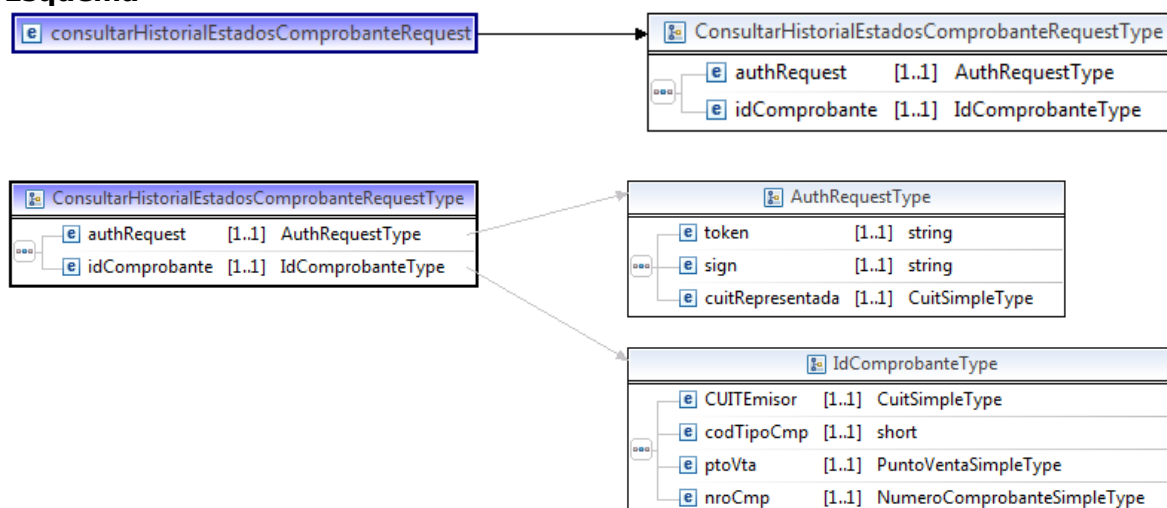 Esquema
consultarHistorialEstadosComprobanteRequest
ConsultarHistorialEstadosComprobanteRequestType
authRequest [1..1] AuthRequestType
idComprobante [1..1] IdComprobanteType
ConsultarHistorialEstadosComprobanteRequestType
authRequest [1..1] AuthRequestType
idComprobante [1..1] IdComprobanteType
AuthRequestType
token [1..1] string
sign [1..1] string
cuitRepresentada [1..1] CuitSimpleType
IdComprobanteType
CUITEmisor [1..1] CuitSimpleType
codTipoCmp [1..1] short
ptoVta [1..1] PuntoVentaSimpleType
nroCmp [1..1] NumeroComprobanteSimpleType